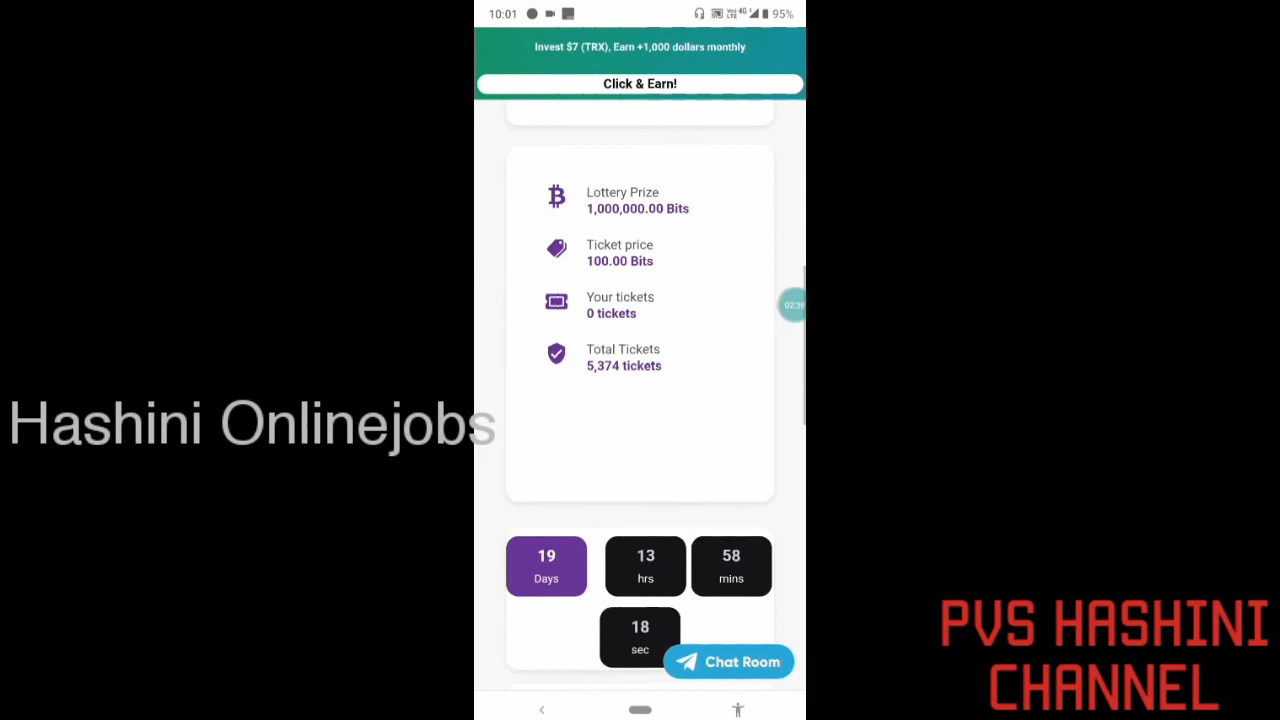 10:01
4G
95%
Invest $7 (TRX), Earn +1,000 dollars monthly
Click & Earn!
Lottery Prize
1,000,000.00 Bits
Ticket price
100.00 Bits
Your tickets
0 tickets
Total Tickets
5,374 tickets
19
Days
13
hrs
58
mins
18
sec
Chat Room
Hashini Onlinejobs
PVS HASHINI
CHANNEL